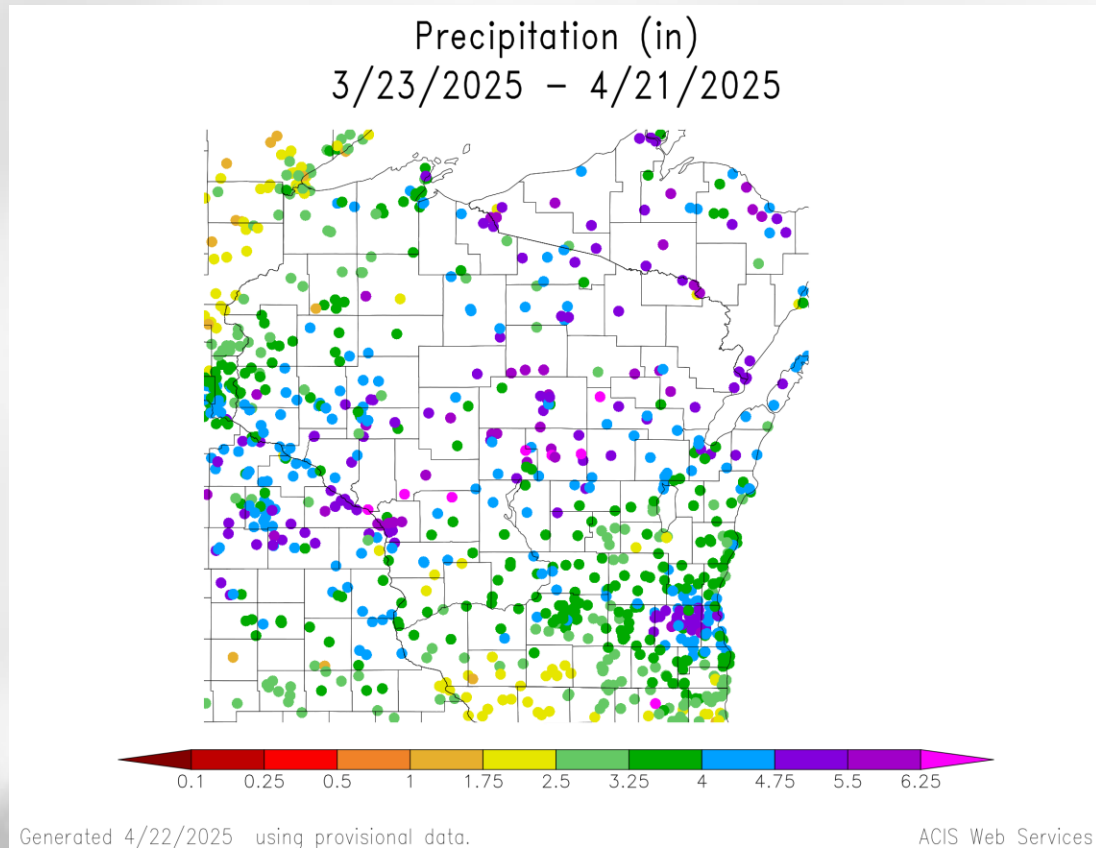 Precipitation (in)
3/23/2025 – 4/21/2025
0.1 0.25 0.5 1 1.75 2.5 3.25 4 4.75 5.5 6.25
Generated 4/22/2025 using provisional data.
ACIS Web Services